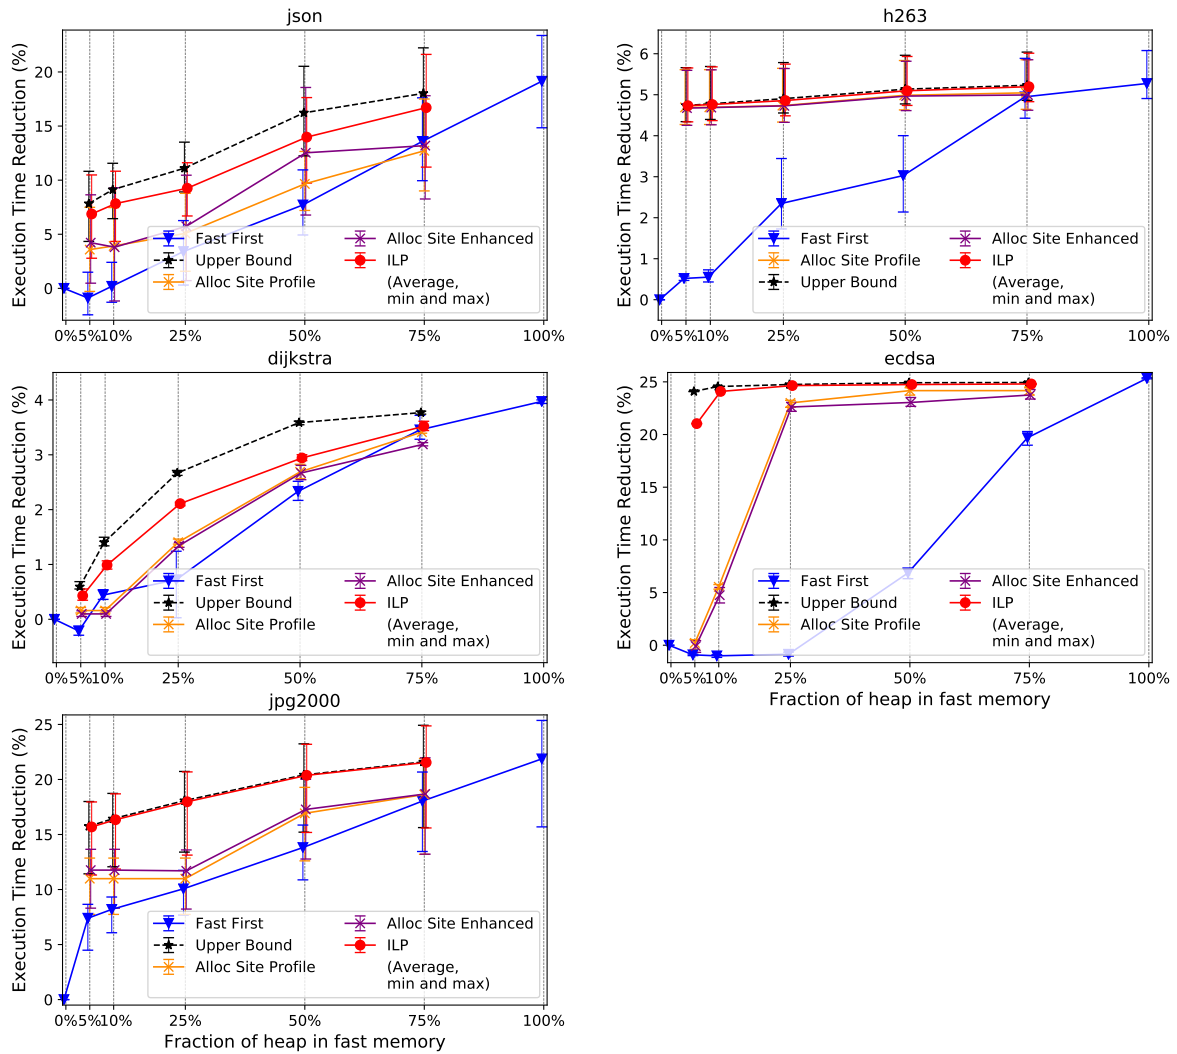 json
Execution Time Reduction (%)
20
15
10
5
0
Fast First
Upper Bound
Alloc Site Profile
Alloc Site Enhanced
ILP
(Average,
min and max)
0% 5% 10% 25% 50% 75% 100%
h263
Execution Time Reduction (%)
6
5
4
3
2
1
0
Fast First
Alloc Site Profile
Upper Bound
Alloc Site Enhanced
ILP
(Average,
min and max)
0% 5% 10% 25% 50% 75% 100%
dijkstra
Execution Time Reduction (%)
4
3
2
1
0
Fast First
Upper Bound
Alloc Site Profile
Alloc Site Enhanced
ILP
(Average,
min and max)
0% 5% 10% 25% 50% 75% 100%
ecdsa
Execution Time Reduction (%)
25
20
15
10
5
0
Fast First
Upper Bound
Alloc Site Profile
Alloc Site Enhanced
ILP
(Average,
min and max)
0% 5% 10% 25% 50% 75% 100%
Fraction of heap in fast memory
jpg2000
Execution Time Reduction (%)
25
20
15
10
5
0
Fast First
Upper Bound
Alloc Site Profile
Alloc Site Enhanced
ILP
(Average,
min and max)
0% 5% 10% 25% 50% 75% 100%
Fraction of heap in fast memory